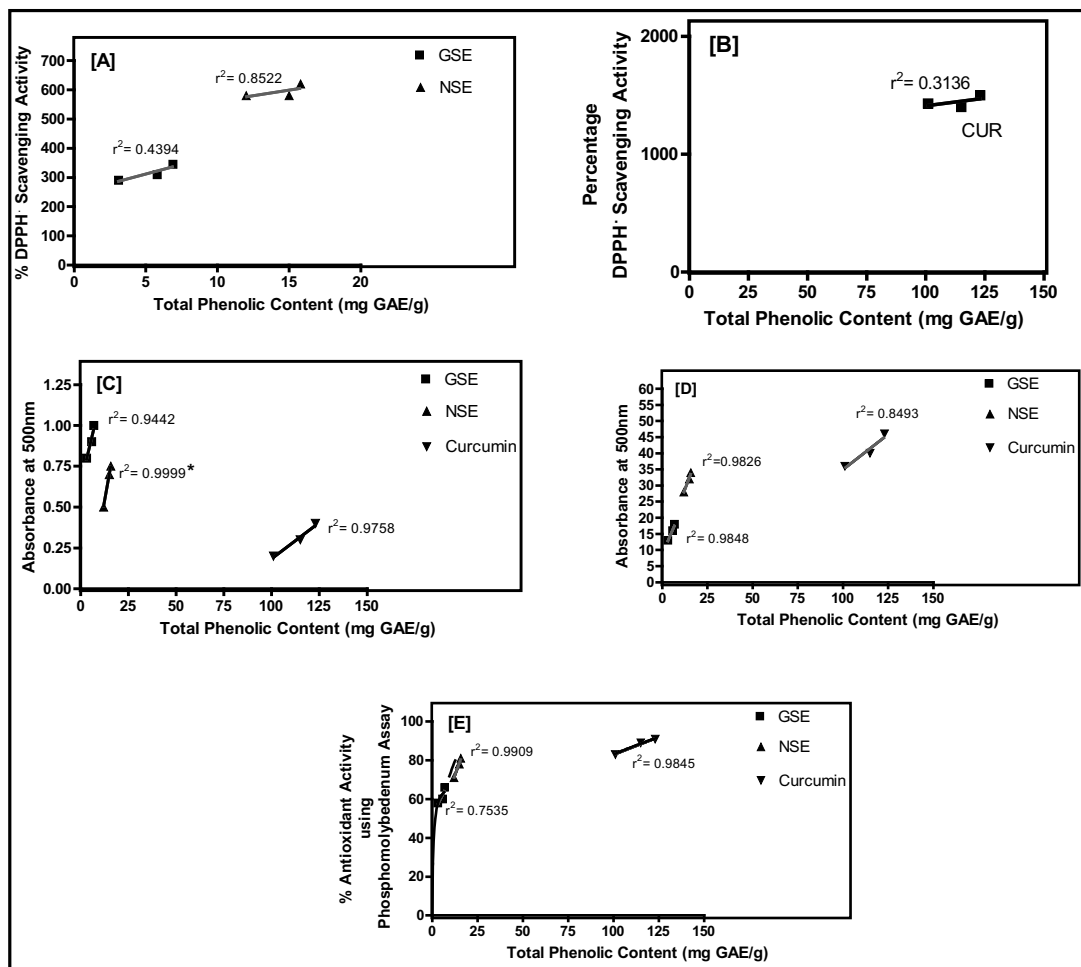 [A]
GSE
NSE
r²= 0.8522
r²= 0.4394
% DPPH· Scavenging Activity
700
600
500
400
300
200
100
0
0 5 10 15 20
Total Phenolic Content (mg GAE/g)
[B]
r²= 0.3136
CUR
Percentage
DPPH· Scavenging Activity
2000
1000
0
0 25 50 75 100 125 150
Total Phenolic Content (mg GAE/g)
[C]
GSE
NSE
Curcumin
r²= 0.9442
r²= 0.9999*
r²= 0.9758
Absorbance at 500nm
1.25
1.00
0.75
0.50
0.25
0.00
0 25 50 75 100 125 150
Total Phenolic Content (mg GAE/g)
[D]
GSE
NSE
Curcumin
r²= 0.8493
r²=0.9826
r²= 0.9848
Absorbance at 500nm
60
55
50
45
40
35
30
25
20
15
10
5
0
0 25 50 75 100 125 150
Total Phenolic Content (mg GAE/g)
[E]
GSE
NSE
Curcumin
r²= 0.9909
r²= 0.9845
r²= 0.7535
% Antioxidant Activity
using
Phosphomolybedenum Assay
100
80
60
40
20
0
0 25 50 75 100 125 150
Total Phenolic Content (mg GAE/g)